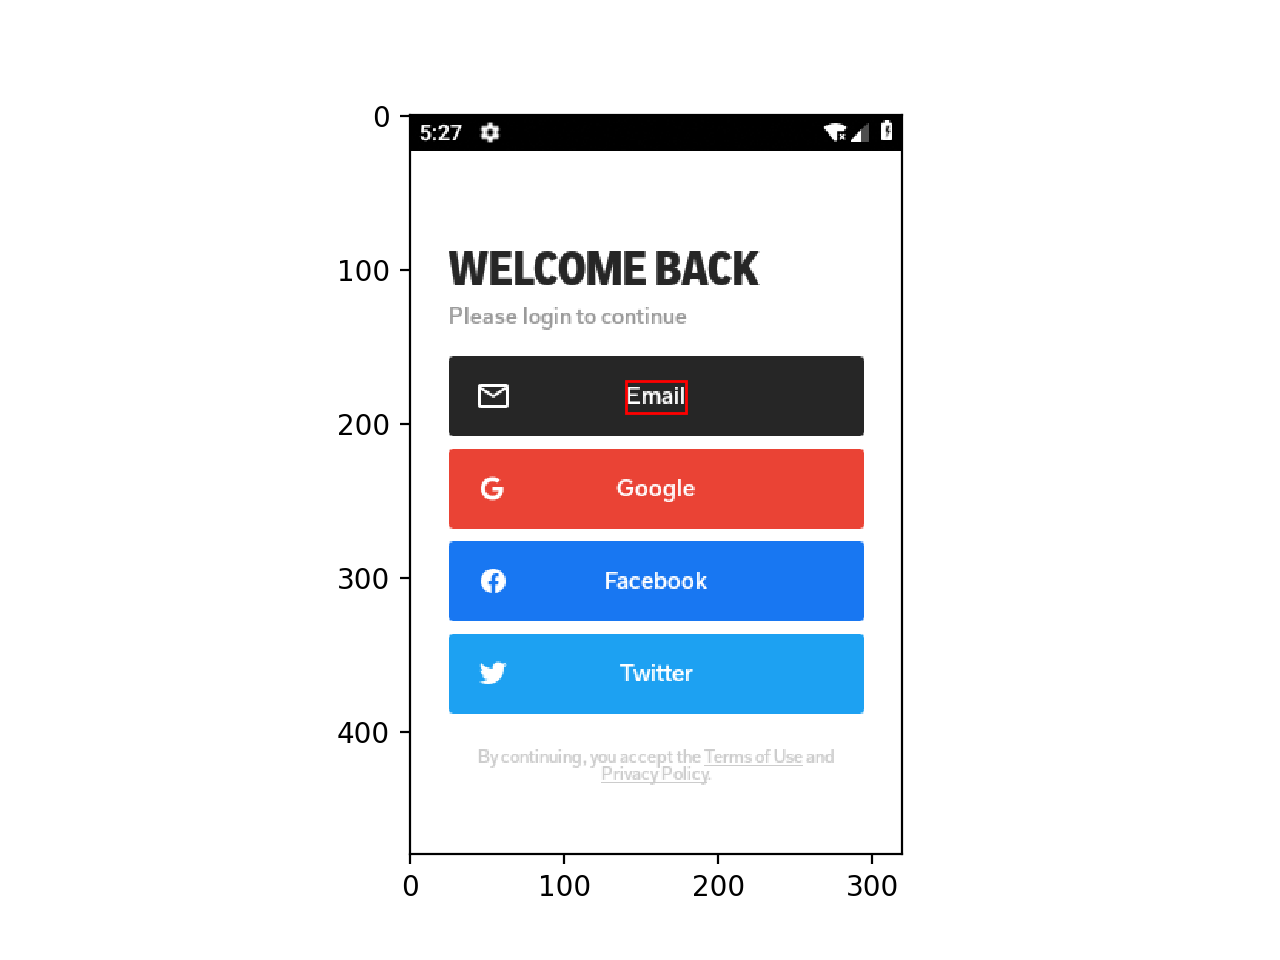 0
5:27
100
WELCOME BACK
Please login to continue
Email
200
Google
300
Facebook
Twitter
400
By continuing, you accept the Terms of Use and
Privacy Policy.
0 100 200 300